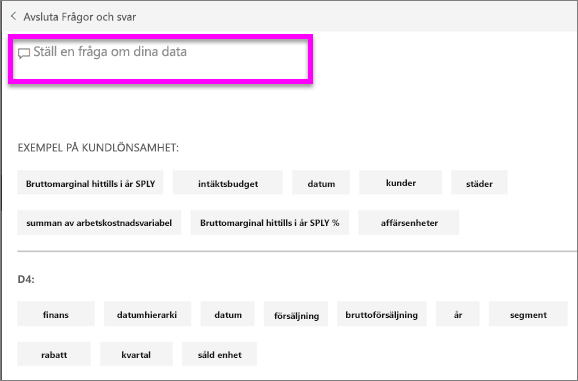 Avsluta Frågor och svar
Ställ en fråga om dina data
EXEMPEL PÅ KUNDLÖNSAMHET:
Bruttomarginal hittills i år SPLY intäktsbudget datum kunder städer
summan av arbetskostnadsvariabel Bruttomarginal hittills i år SPLY % affärsenheter
D4:
finans datumhierarki datum försäljning bruttoförsäljning år segment
rabatt kvartal såld enhet